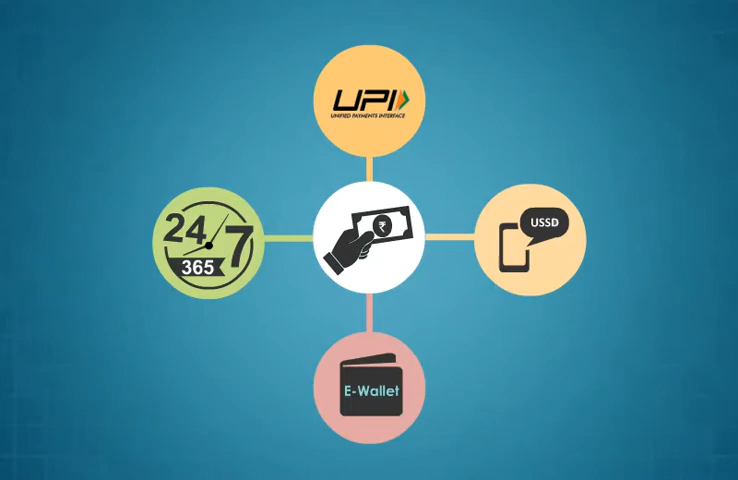 UPI
UNIFIED PAYMENTS INTERFACE
24
7
365
₹
USSD
E-Wallet